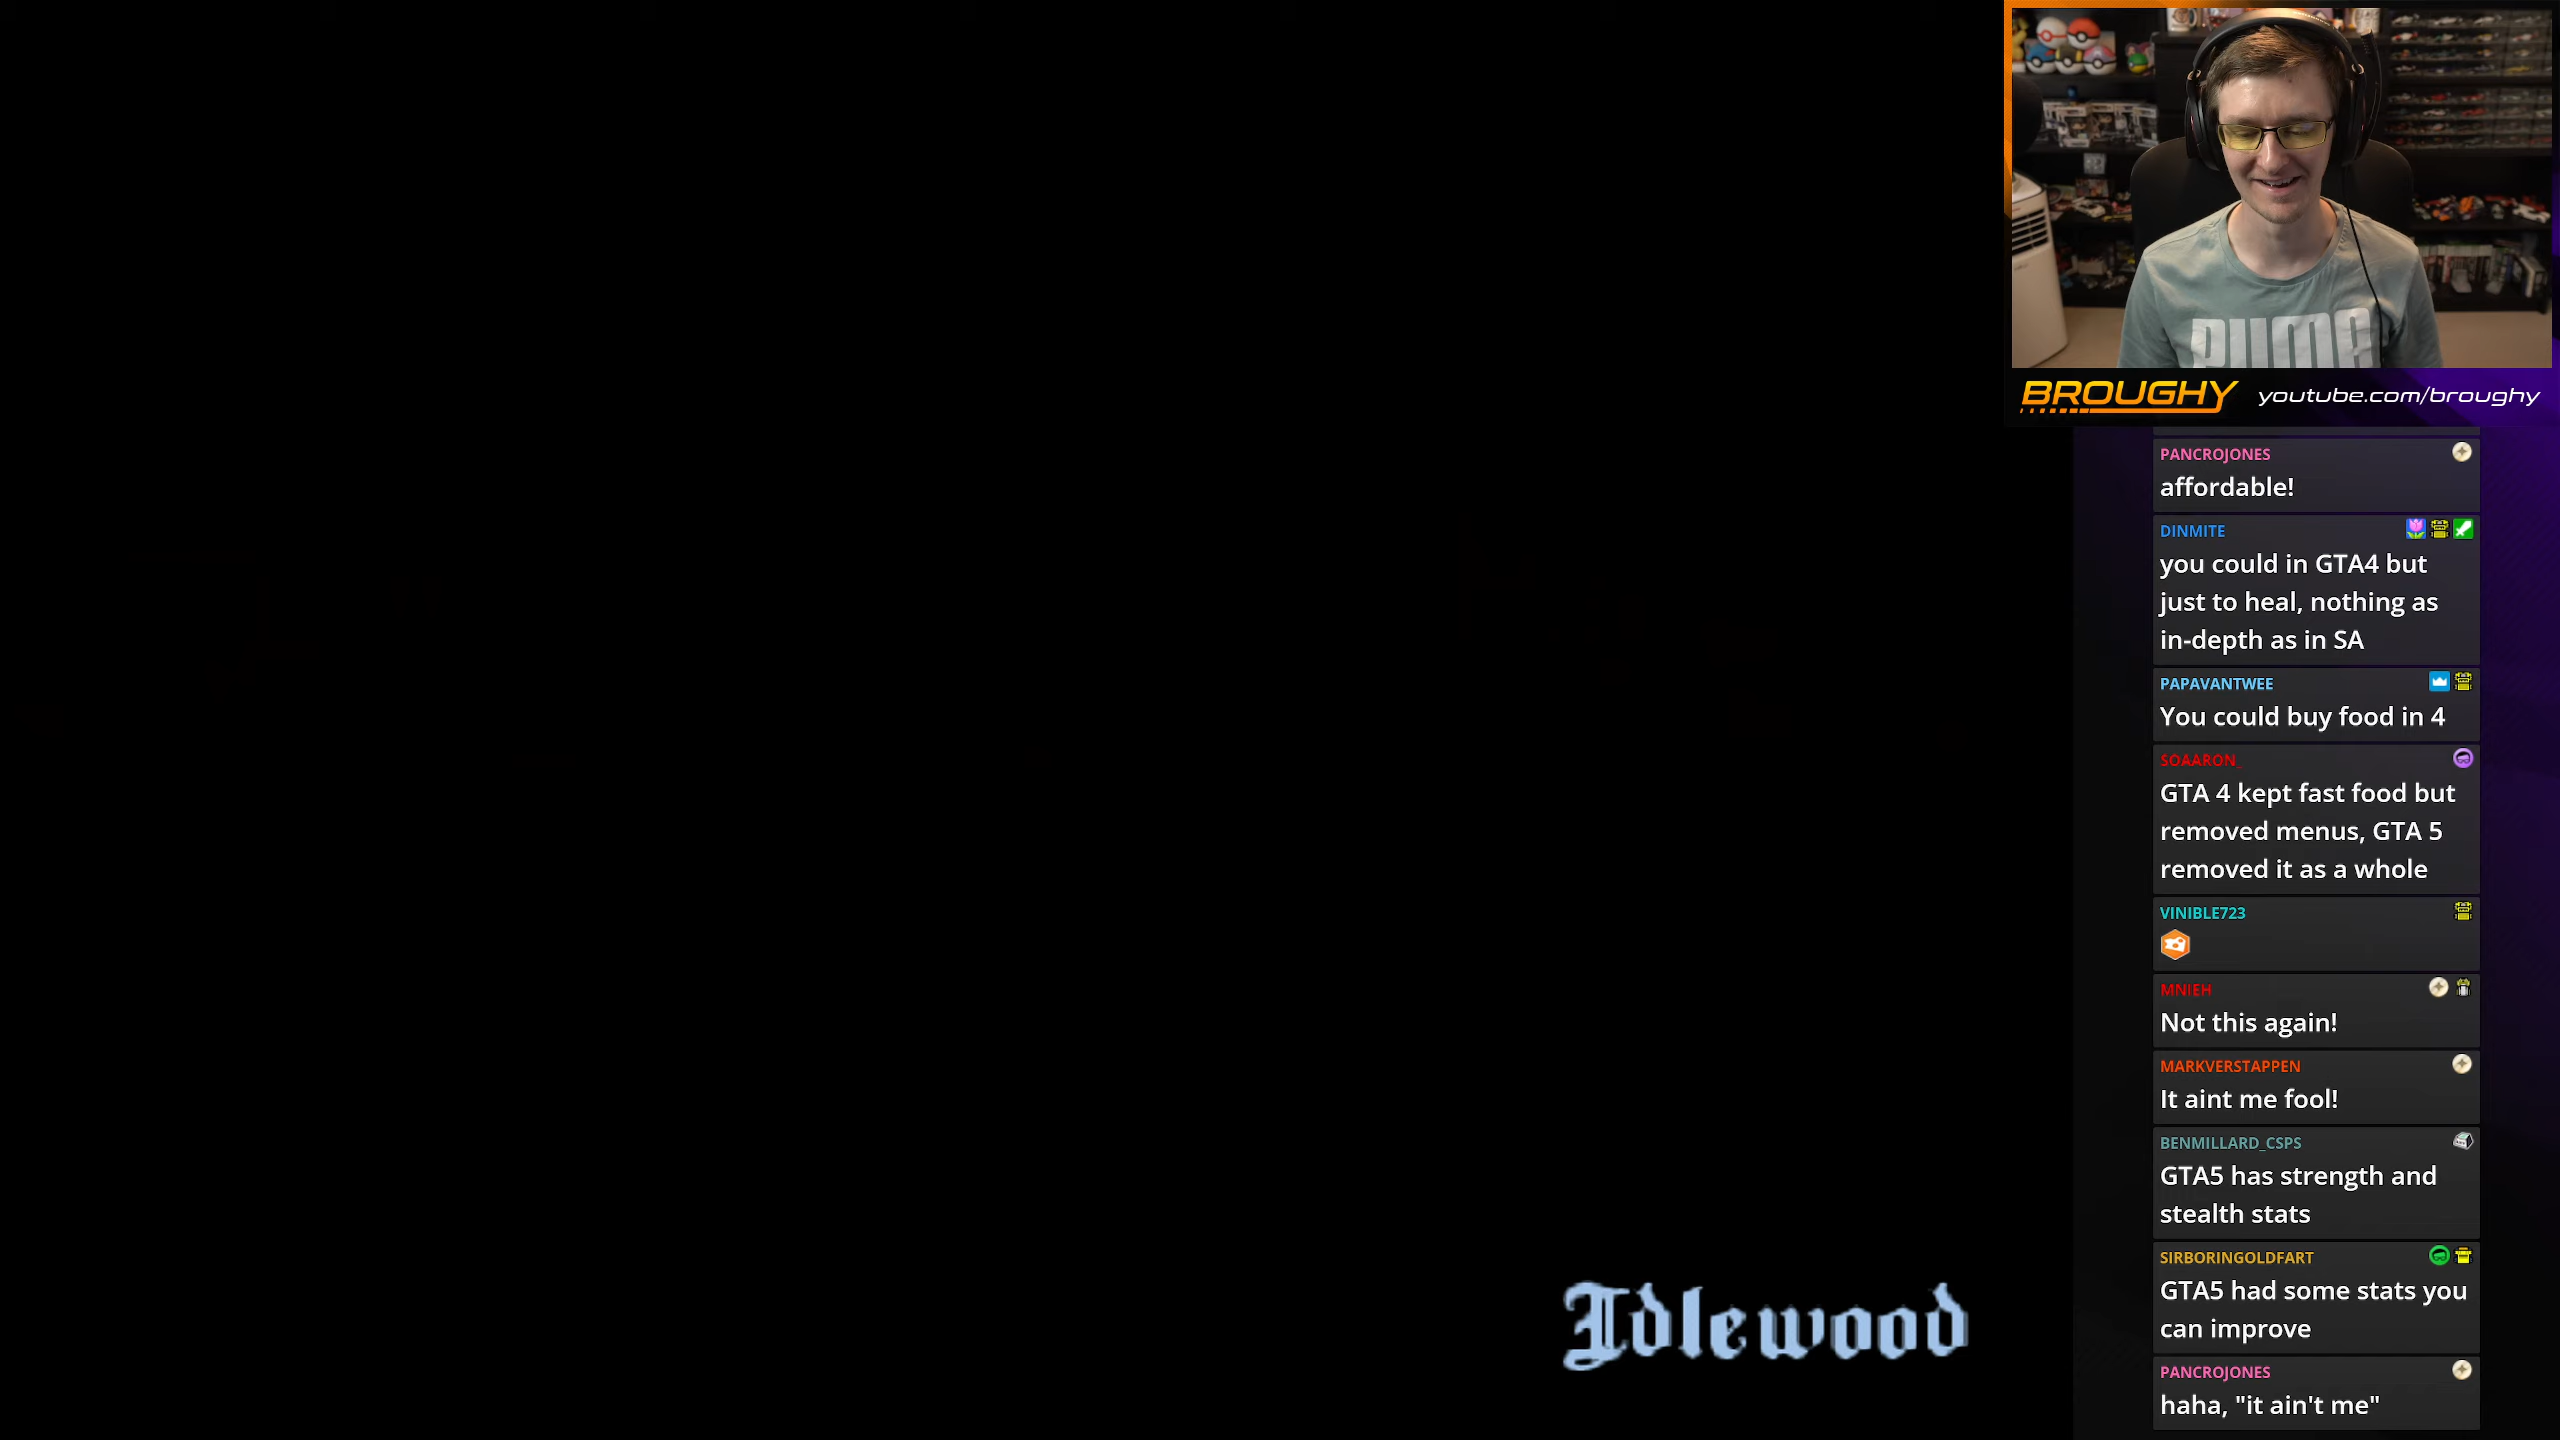 PUMA
BROUGHY youtube.com/broughy
PANCROJONES
affordable!
DINMITE
you could in GTA4 but
just to heal, nothing as
in-depth as in SA
PAPAVANTWEE
You could buy food in 4
SOAARON_
GTA 4 kept fast food but
removed menus, GTA 5
removed it as a whole
VINIBLE723
MNIEH
Not this again!
MARKVERSTAPPEN
It aint me fool!
BENMILLARD_CSPS
GTA5 has strength and
stealth stats
SIRBORINGOLDFART
GTA5 had some stats you
can improve
PANCROJONES
haha, "it ain't me"
Idlewood